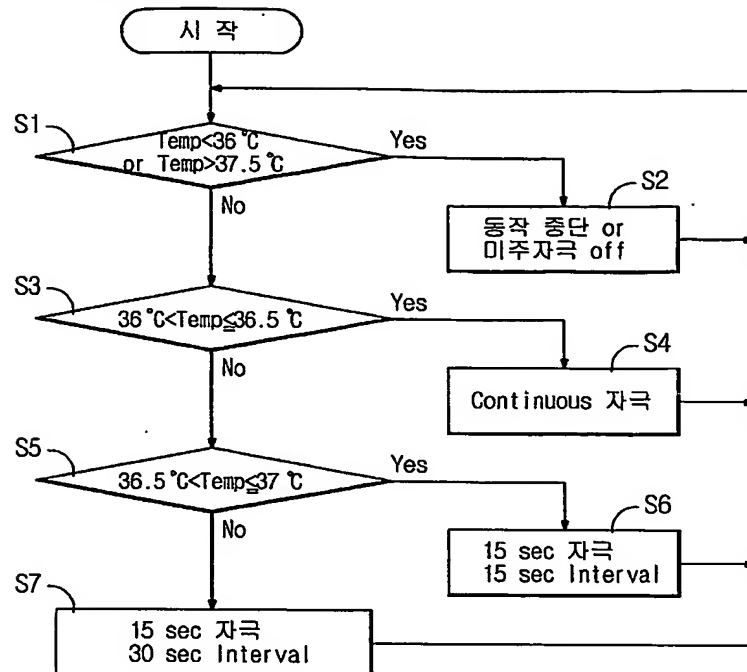 시 작
S1
Temp<36℃
or Temp>37.5℃
Yes
No
S2
동작 중단 or
미주자극 off
S3
36℃<Temp≦36.5℃
Yes
No
S4
Continuous 자극
S5
36.5℃<Temp≦37℃
Yes
No
S6
15 sec 자극
15 sec Interval
S7
15 sec 자극
30 sec Interval